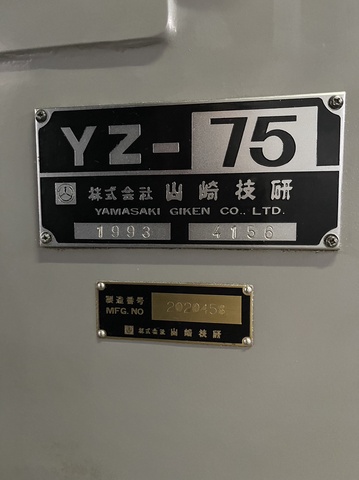 YZ-75
株式会社 山崎技研
YAMASAKI GIKEN CO., LTD.
1993 4156
製造番号
MFG. NO
株式会社 山崎技研